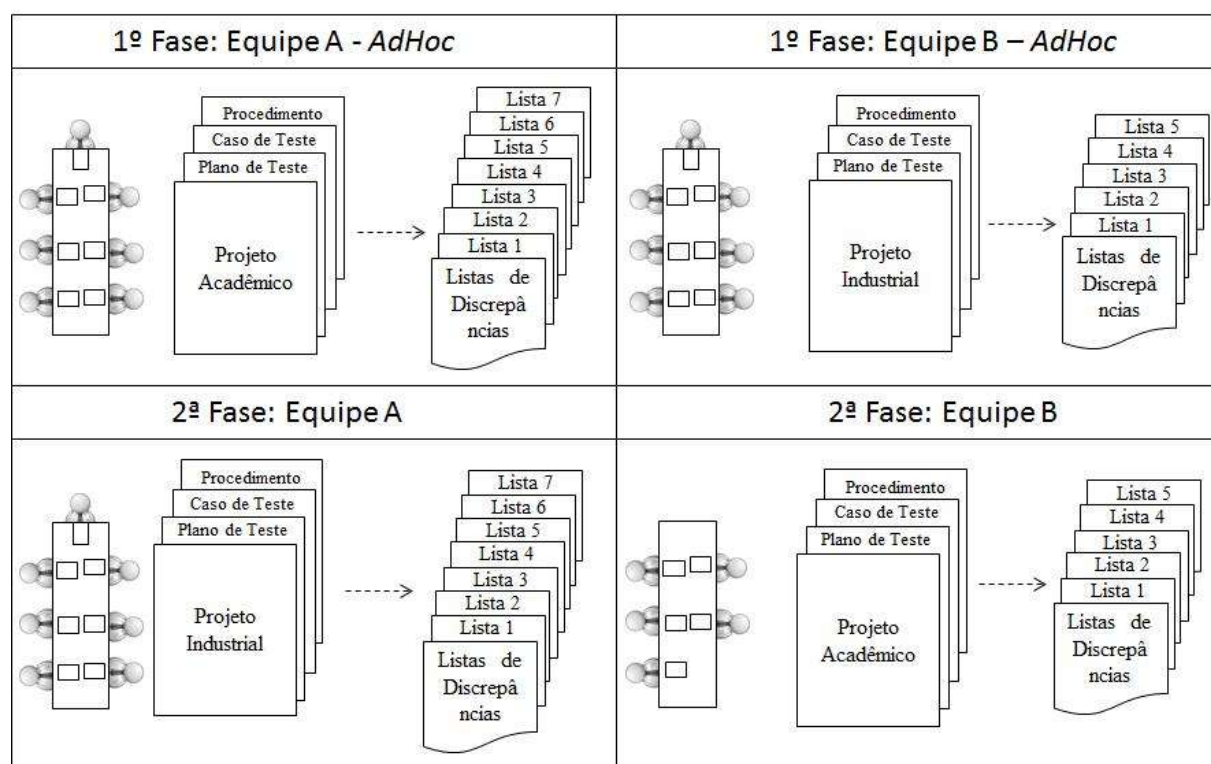 1º Fase: Equipe A - AdHoc
Procedimento
Caso de Teste
Plano de Teste
Projeto
Acadêmico
Lista 7
Lista 6
Lista 5
Lista 4
Lista 3
Lista 2
Lista 1
Listas de
Discrepâ
ncias
1º Fase: Equipe B – AdHoc
Procedimento
Caso de Teste
Plano de Teste
Projeto
Industrial
Lista 5
Lista 4
Lista 3
Lista 2
Lista 1
Listas de
Discrepâ
ncias
2ª Fase: Equipe A
Procedimento
Caso de Teste
Plano de Teste
Projeto
Industrial
Lista 7
Lista 6
Lista 5
Lista 4
Lista 3
Lista 2
Lista 1
Listas de
Discrepâ
ncias
2ª Fase: Equipe B
Procedimento
Caso de Teste
Plano de Teste
Projeto
Acadêmico
Lista 5
Lista 4
Lista 3
Lista 2
Lista 1
Listas de
Discrepâ
ncias